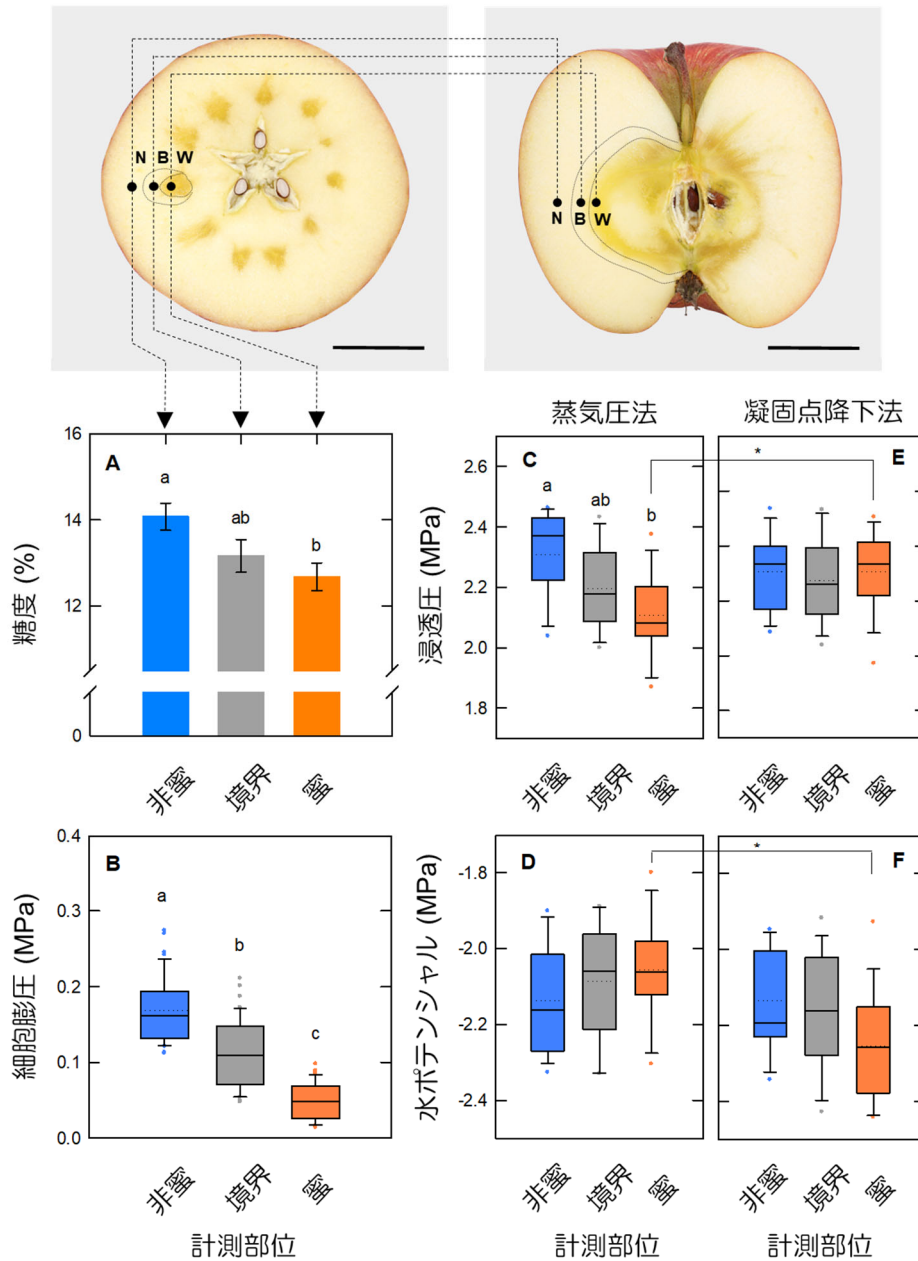 N B W
N B W
蒸気圧法
凝固点降下法
A
糖度 (%)
16
14
12
0
a
ab
b
非蜜
境界
蜜
C
浸透圧 (MPa)
2.6
2.4
2.2
2.0
1.8
a
ab
b
*
E
非蜜
境界
蜜
非蜜
境界
蜜
B
細胞膨圧 (MPa)
0.4
0.3
0.2
0.1
0.0
a
b
c
非蜜
境界
蜜
計測部位
D
水ポテンシャル (MPa)
-1.8
-2.0
-2.2
-2.4
*
F
非蜜
境界
蜜
計測部位
非蜜
境界
蜜
計測部位